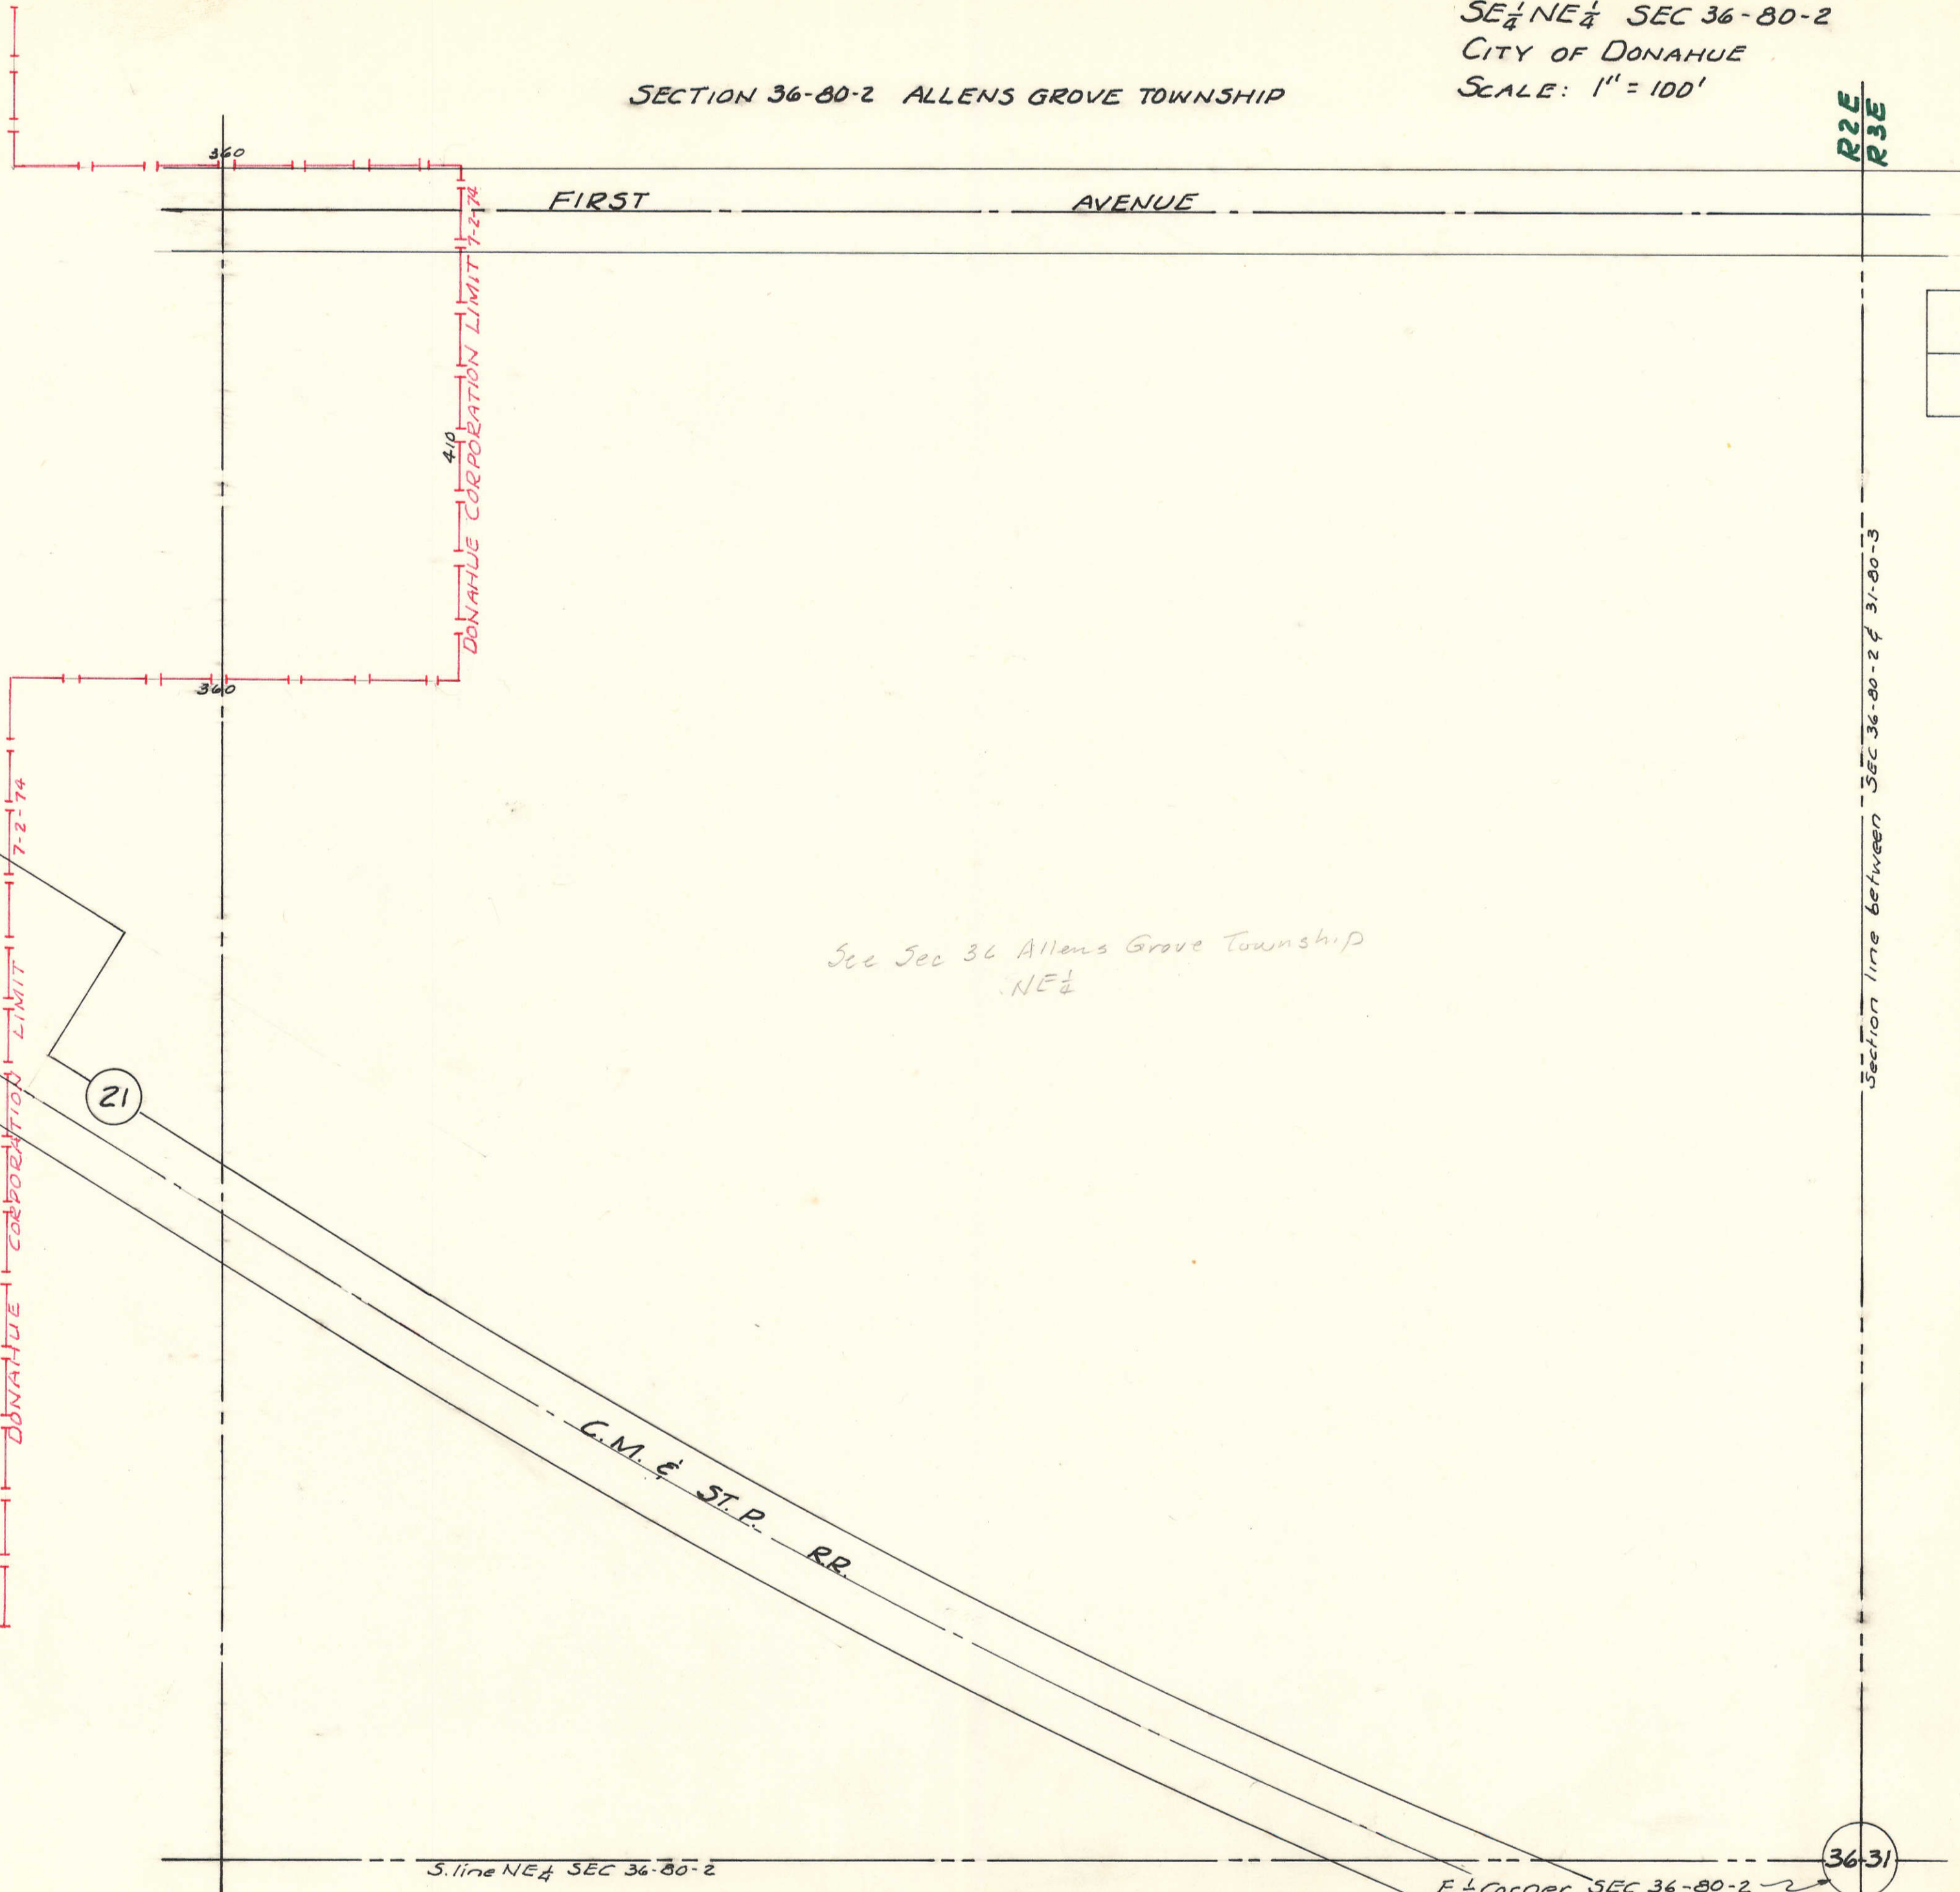 SE¼ NE¼ SEC 36-80-2
CITY OF DONAHUE
SCALE: 1" = 100'
SECTION 36-80-2 ALLENS GROVE TOWNSHIP
R2E
R3E
360
FIRST AVENUE
DONAHUE CORPORATION LIMIT 7-2-74
410
360
Section line between SEC 36-80-2 & 31-80-3
DONAHUE CORPORATION LIMIT 7-2-74
See Sec 36 Allens Grove Township
NE¼
21
C.M. & ST. P. R.R.
S. line NE¼ SEC 36-80-2
36-31
E ¼ Corner SEC 36-80-2